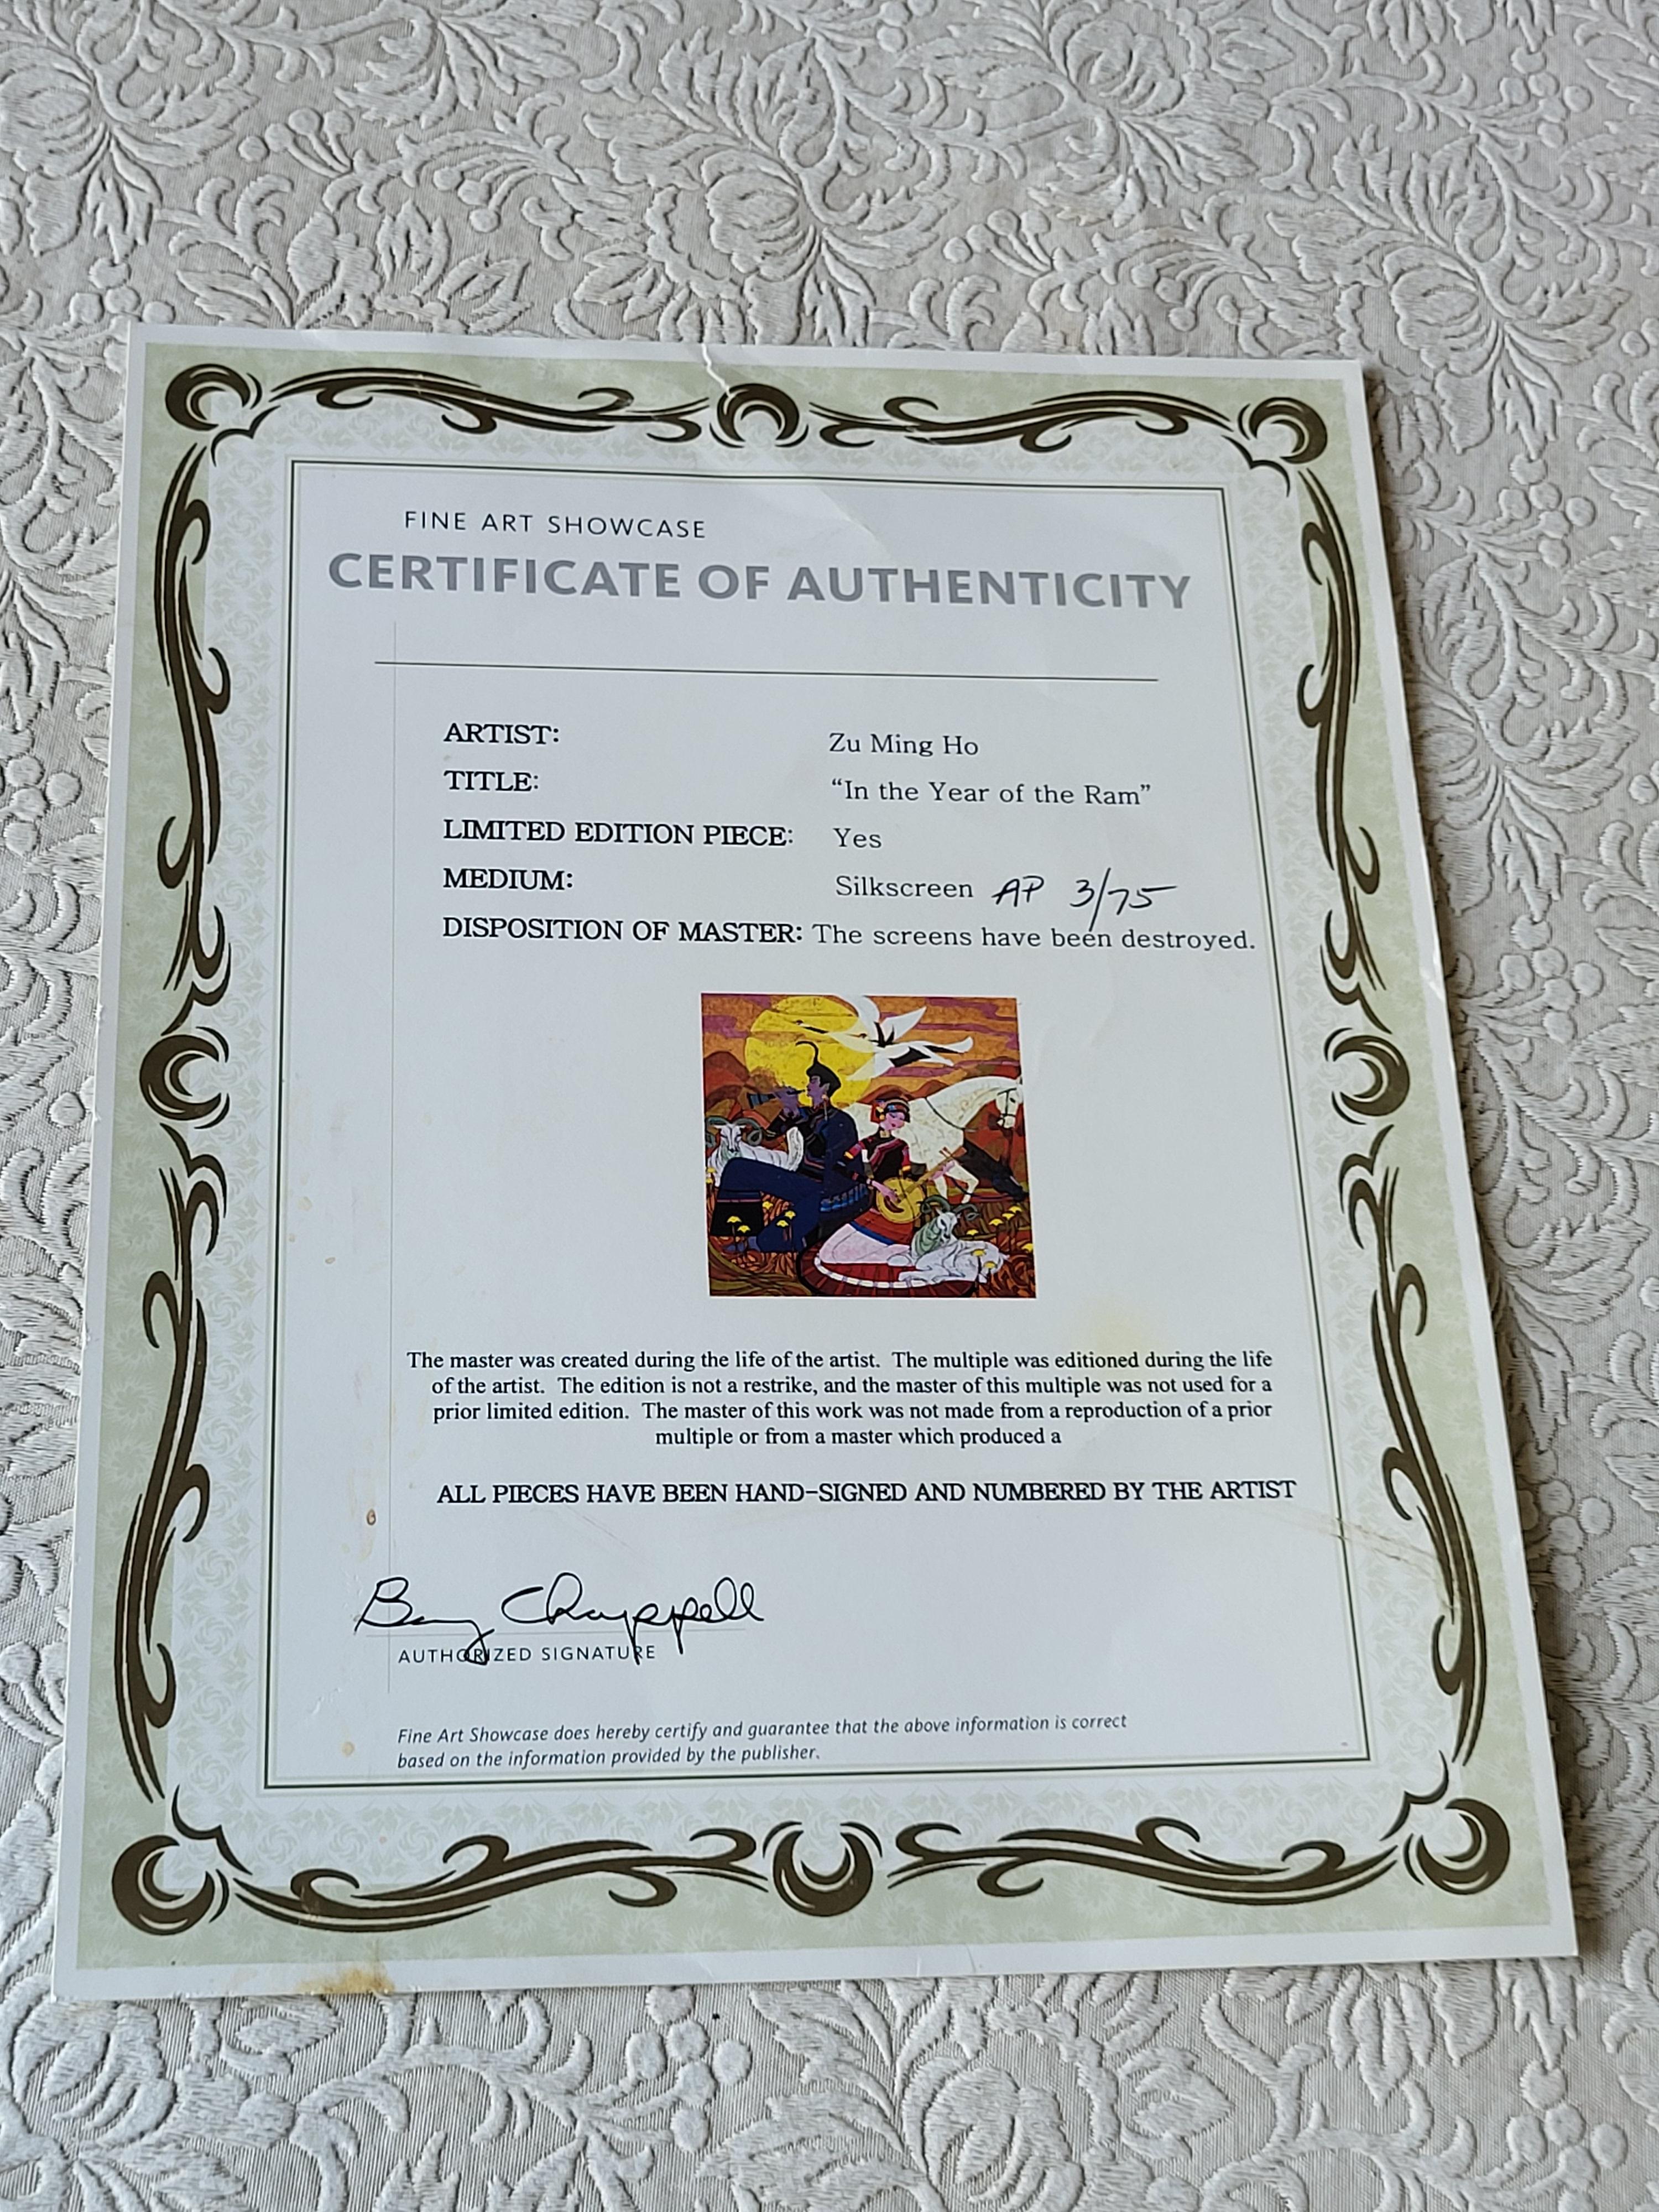 FINE ART SHOWCASE
CERTIFICATE OF AUTHENTICITY
ARTIST: Zu Ming Ho
TITLE: “In the Year of the Ram”
LIMITED EDITION PIECE: Yes
MEDIUM: Silkscreen AP 3/75
DISPOSITION OF MASTER: The screens have been destroyed.
The master was created during the life of the artist. The multiple was editioned during the life
of the artist. The edition is not a restrike, and the master of this multiple was not used for a
prior limited edition. The master of this work was not made from a reproduction of a prior
multiple or from a master which produced a
ALL PIECES HAVE BEEN HAND-SIGNED AND NUMBERED BY THE ARTIST
Chappell
AUTHORIZED SIGNATURE
Fine Art Showcase does hereby certify and guarantee that the above information is correct
based on the information provided by the publisher.